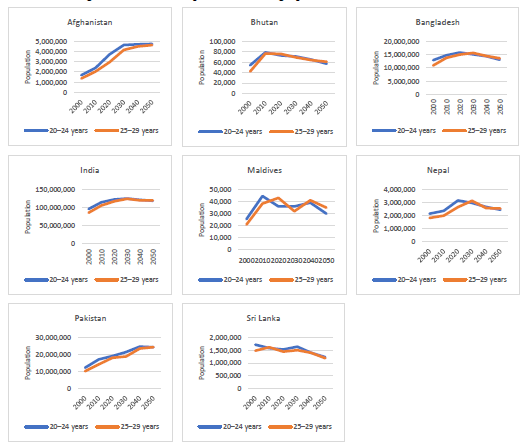 Afghanistan
Population
5,000,000
4,000,000
3,000,000
2,000,000
1,000,000
0
2000 2010 2020 2030 2040 2050
20–24 years 25–29 years
Bhutan
Population
100,000
80,000
60,000
40,000
20,000
0
2000 2010 2020 2030 2040 2050
20–24 years 25–29 years
Bangladesh
Population
20,000,000
15,000,000
10,000,000
5,000,000
0
2000 2010 2020 2030 2040 2050
20–24 years 25–29 years
India
Population
150,000,000
100,000,000
50,000,000
0
2000 2010 2020 2030 2040 2050
20–24 years 25–29 years
Maldives
Population
50,000
40,000
30,000
20,000
10,000
0
2000 2010 2020 2030 2040 2050
20–24 years 25–29 years
Nepal
Population
4,000,000
3,000,000
2,000,000
1,000,000
0
2000 2010 2020 2030 2040 2050
20–24 years 25–29 years
Pakistan
Population
30,000,000
20,000,000
10,000,000
0
2000 2010 2020 2030 2040 2050
20–24 years 25–29 years
Sri Lanka
Population
2,000,000
1,500,000
1,000,000
500,000
0
2000 2010 2020 2030 2040 2050
20–24 years 25–29 years